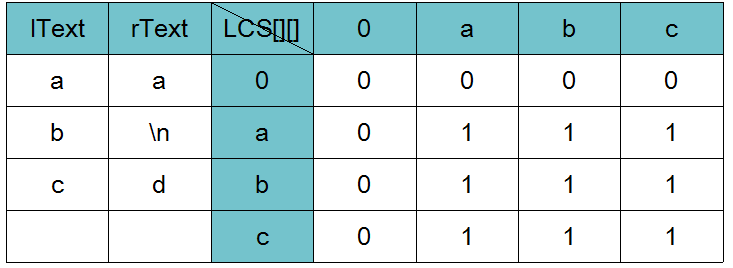 lText rText LCS[][] 0 a b c
a a 0 0 0 0 0
b \n a 0 1 1 1
c d b 0 1 1 1
c 0 1 1 1